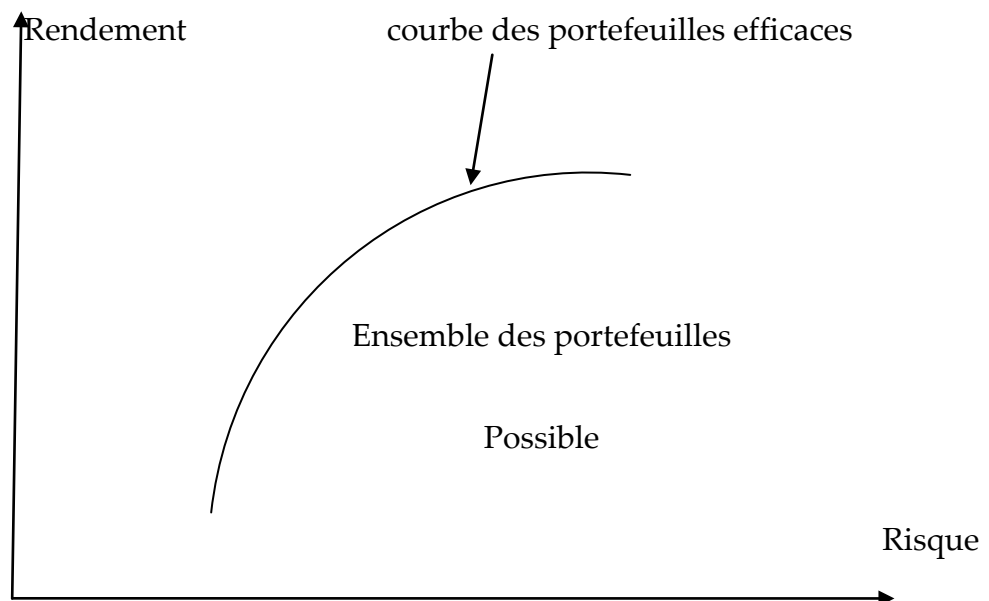 Rendement
courbe des portefeuilles efficaces
Ensemble des portefeuilles
Possible
Risque